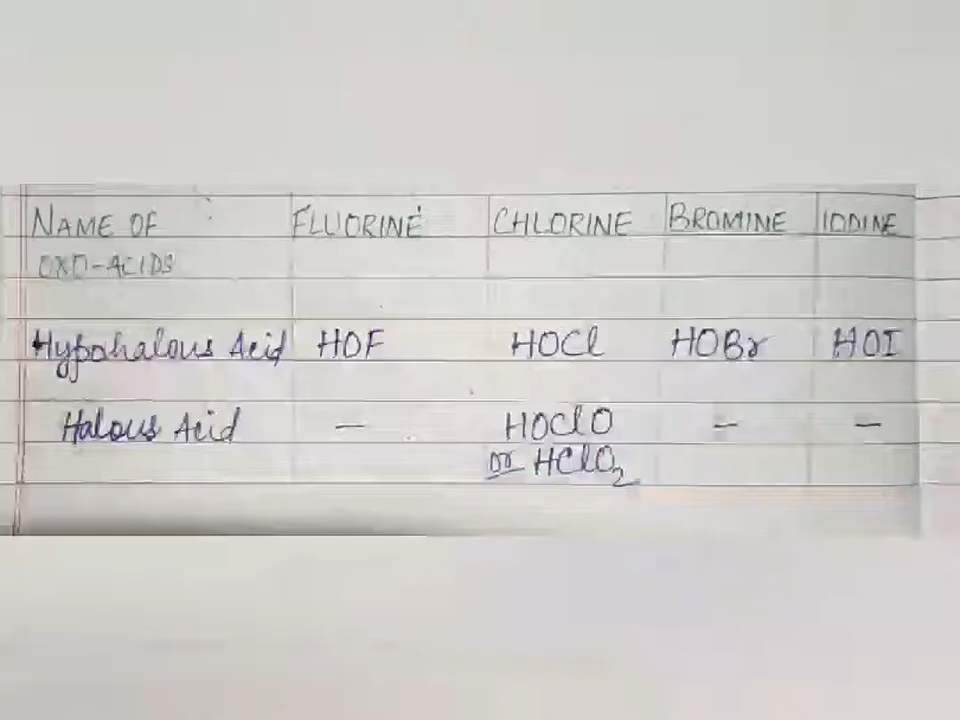 NAME OF FLUORINE CHLORINE BROMINE IODINE
OXO-ACIDS
Hypohalous Acid HOF HOCl HOBr HOI
Halous Acid — HOClO — —
or HClO₂